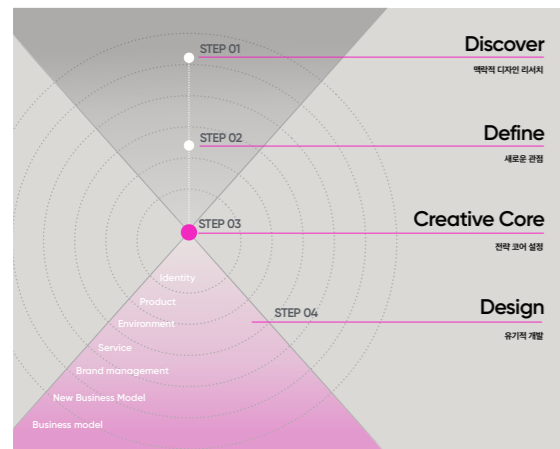 STEP 01
Discover
맥락적 디자인 리서치
STEP 02
Define
새로운 관점
STEP 03
Creative Core
전략 코어 설정
STEP 04
Design
유기적 개발
Identity
Product
Environment
Service
Brand management
New Business Model
Business model